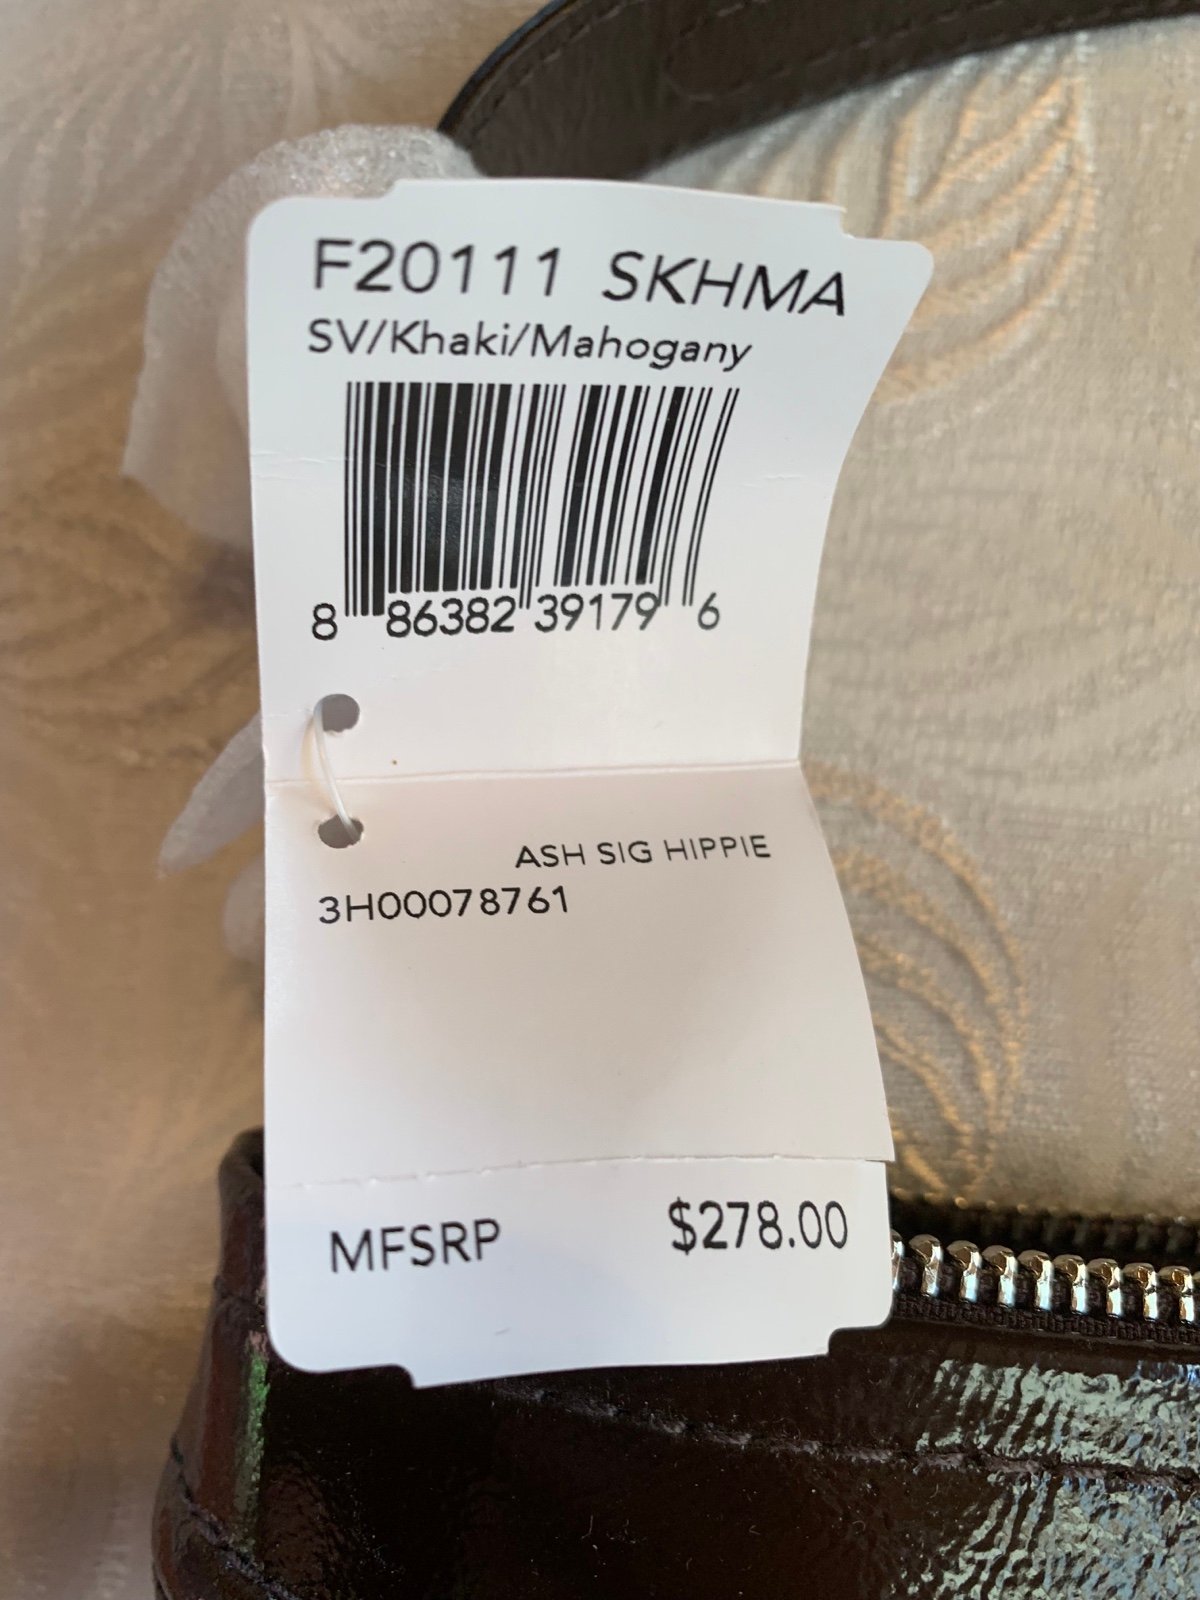 F20111 SKHMA
SV/Khaki/Mahogany
8 86382 39179 6
ASH SIG HIPPIE
3H00078761
MFSRP $278.00